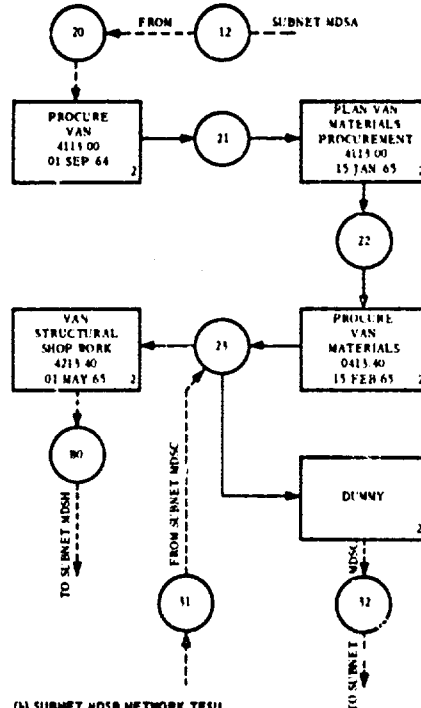 20
FROM
12
SUBNET MDSA
PROCURE
VAN
4113 00
01 SEP 64
2
21
PLAN VAN
MATERIALS
PROCUREMENT
4113 00
15 JAN 65
2
22
VAN
STRUCTURAL
SHOP WORK
4213 40
01 MAY 65
2
23
PROCURE
VAN
MATERIALS
0413 40
15 FEB 65
2
80
TO SUBNET MDSH
FROM SUBNET MDSC
DUMMY
2
31
MDSC
32
TO SUBNET
SUBNET MDSB NETWORK